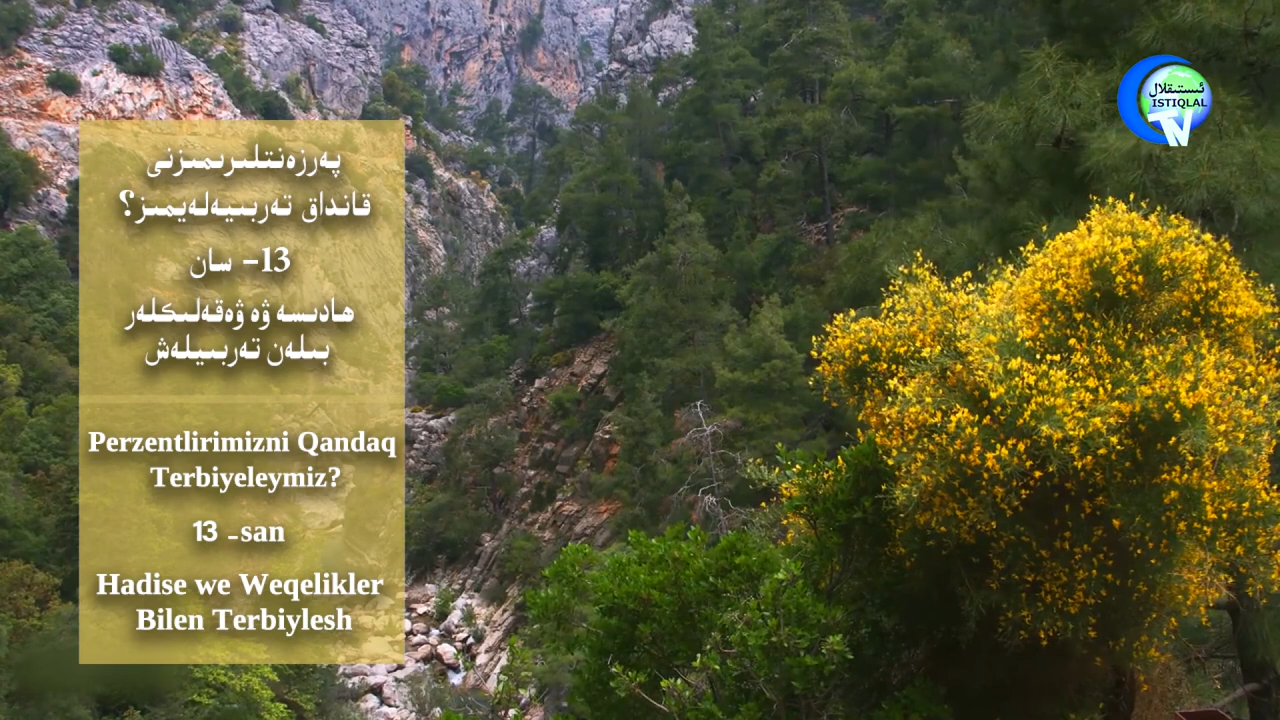 پەرزەنتلىرىمىزنى
قانداق تەربىيەلەيمىز؟
13- سان
ھادىسە ۋە ۋەقەلىكلەر
بىلەن تەربىيلەش
Perzentlirimizni Qandaq
Terbiyeleymiz?
13 -san
Hadise we Weqelikler
Bilen Terbiylesh
ئىستىقلال
ISTIQLAL
TV